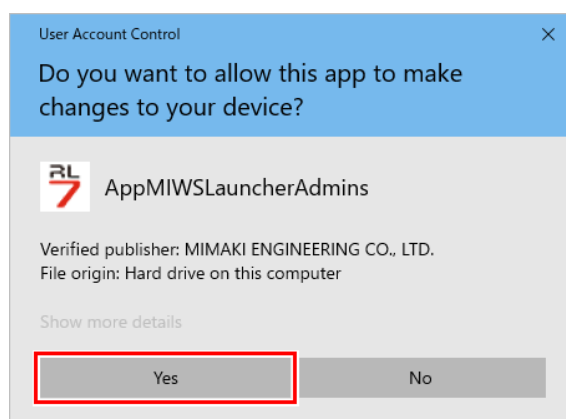 User Account Control
Do you want to allow this app to make
changes to your device?
RL
7
AppMIWSLauncherAdmins
Verified publisher: MIMAKI ENGINEERING CO., LTD.
File origin: Hard drive on this computer
Show more details
Yes
No